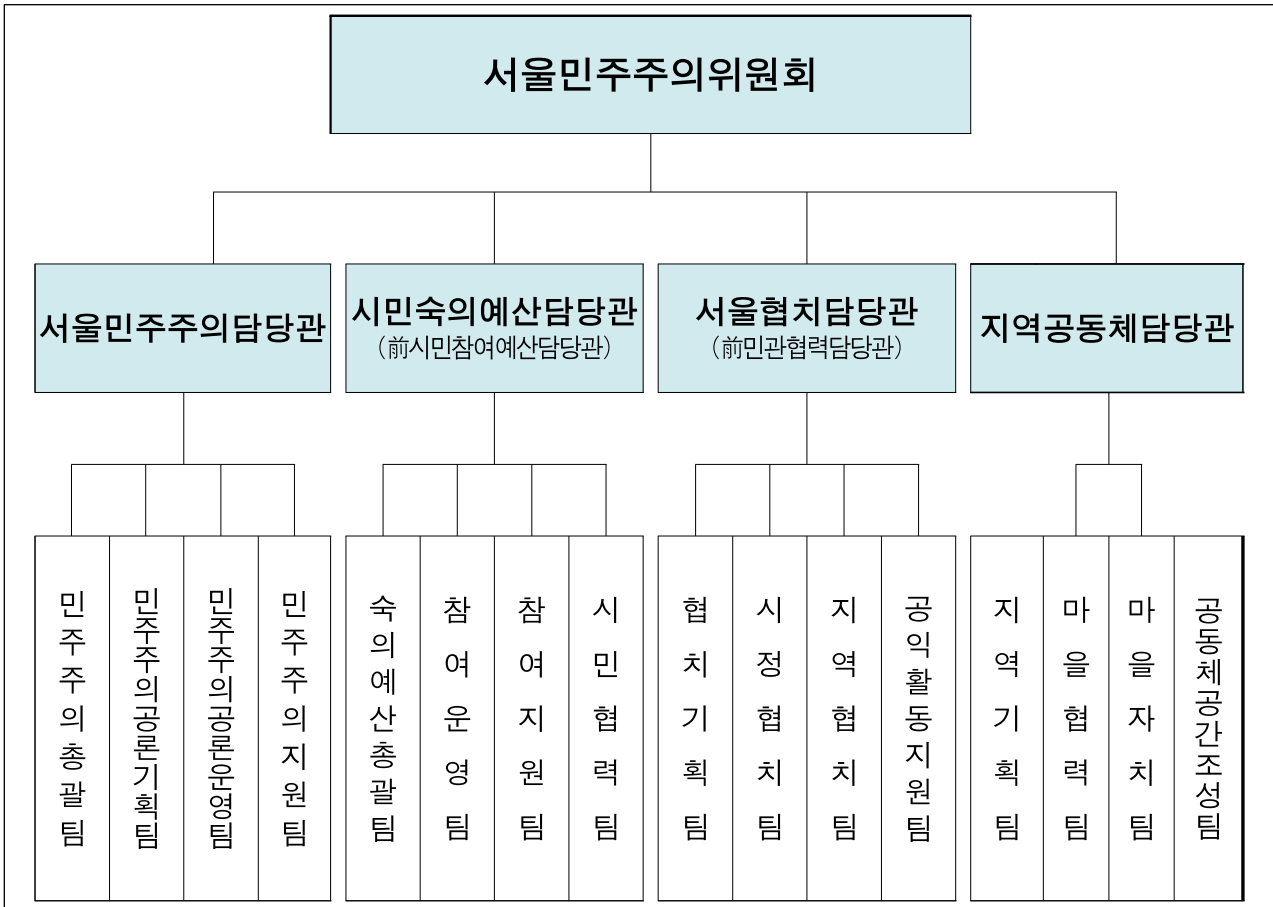 서울민주주의위원회
서울민주주의담당관
시민숙의예산담당관
(前시민참여예산담당관)
서울협치담당관
(前민관협력담당관)
지역공동체담당관
민주주의총괄팀
민주주의공론기획팀
민주주의공론운영팀
민주주의지원팀
숙의예산총괄팀
참여운영팀
참여지원팀
시민협력팀
협치기획팀
시정협치팀
지역협치팀
공익활동지원팀
지역기획팀
마을협력팀
마을자치팀
공동체공간조성팀